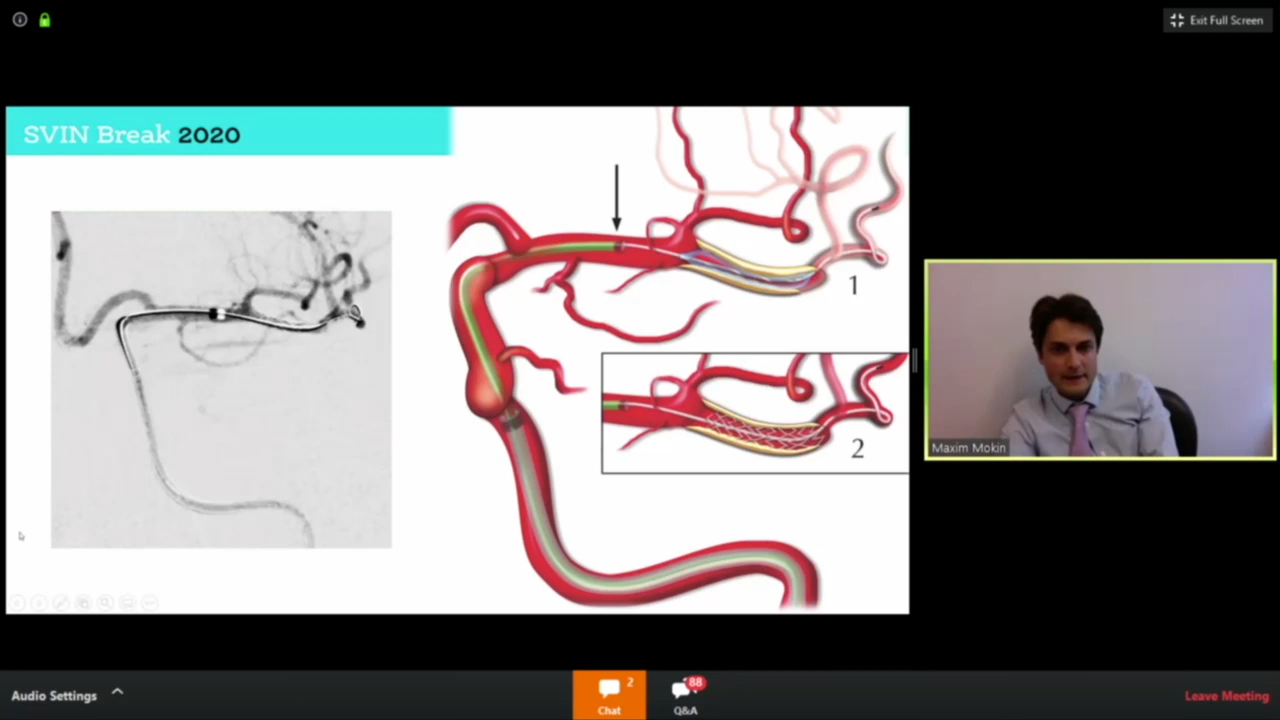 Exit Full Screen
SVIN Break 2020
1
2
Maxim Mokin
Audio Settings
2
Chat
88
Q&A
Leave Meeting